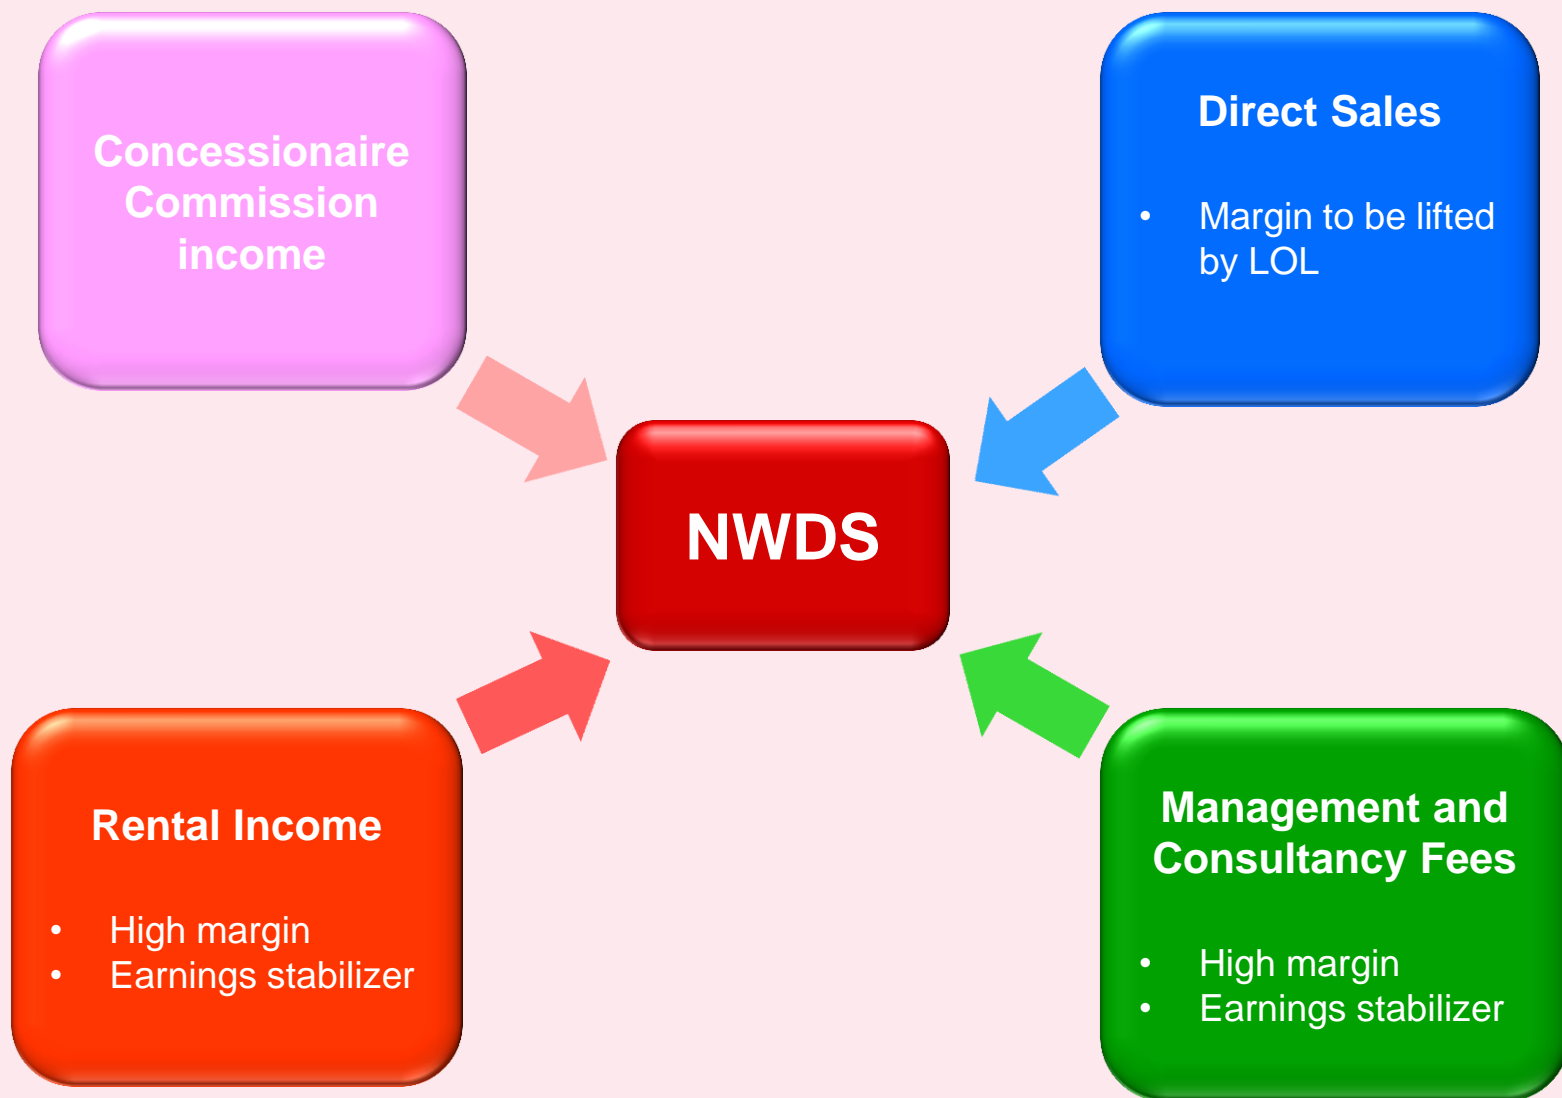 Concessionaire
Commission
income
Direct Sales
• Margin to be lifted
by LOL
NWDS
Rental Income
• High margin
• Earnings stabilizer
Management and
Consultancy Fees
• High margin
• Earnings stabilizer